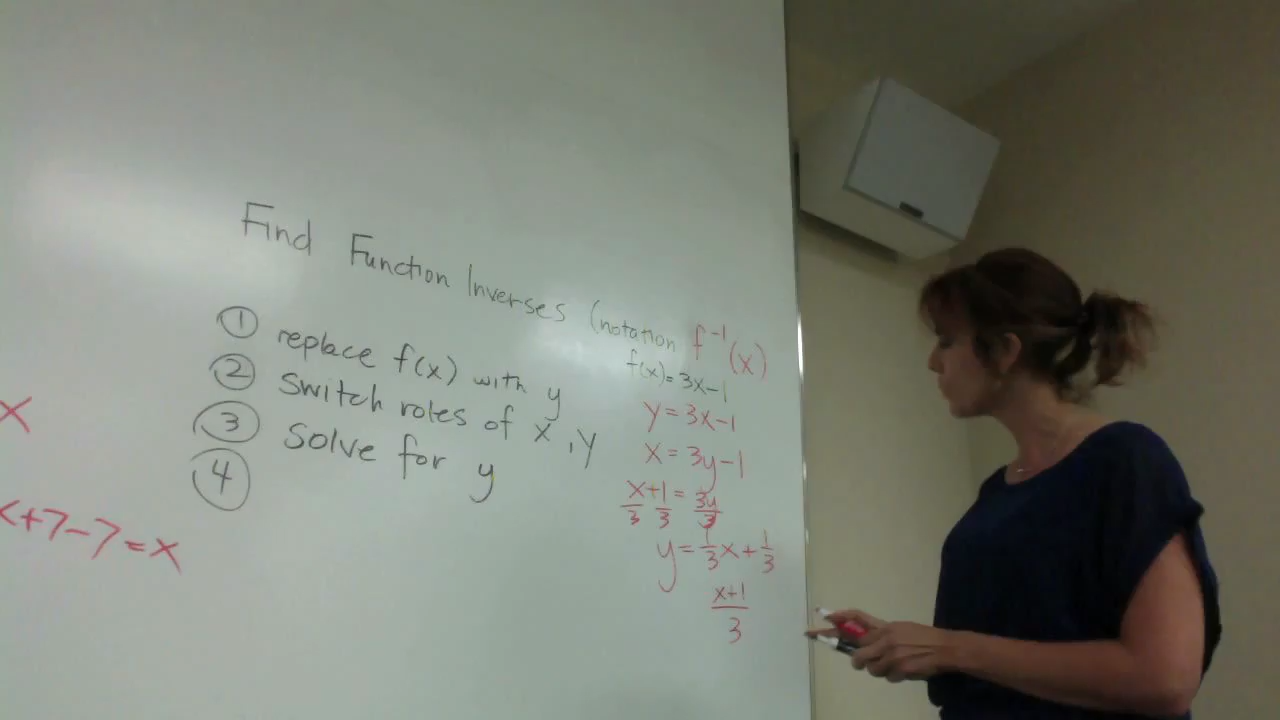 Find Function Inverses (notation f⁻¹(x)
① replace f(x) with y
② switch roles of x, y
③ solve for y
④
f(x)=3x-1
y=3x-1
x=3y-1
x/3+1/3=3y/3
y=1/3x+1/3
x+1/3
x
x+7-7=x